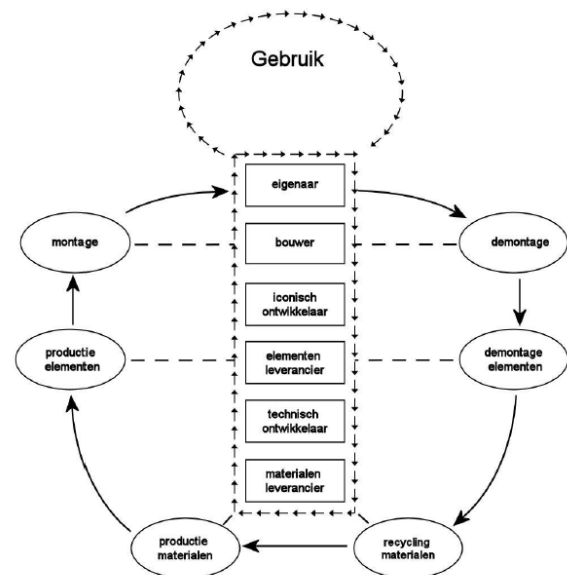 Gebruik
eigenaar
montage
bouwer
demontage
iconisch
ontwikkelaar
productie
elementen
elementen
leverancier
demontage
elementen
technisch
ontwikkelaar
materialen
leverancier
productie
materialen
recycling
materialen